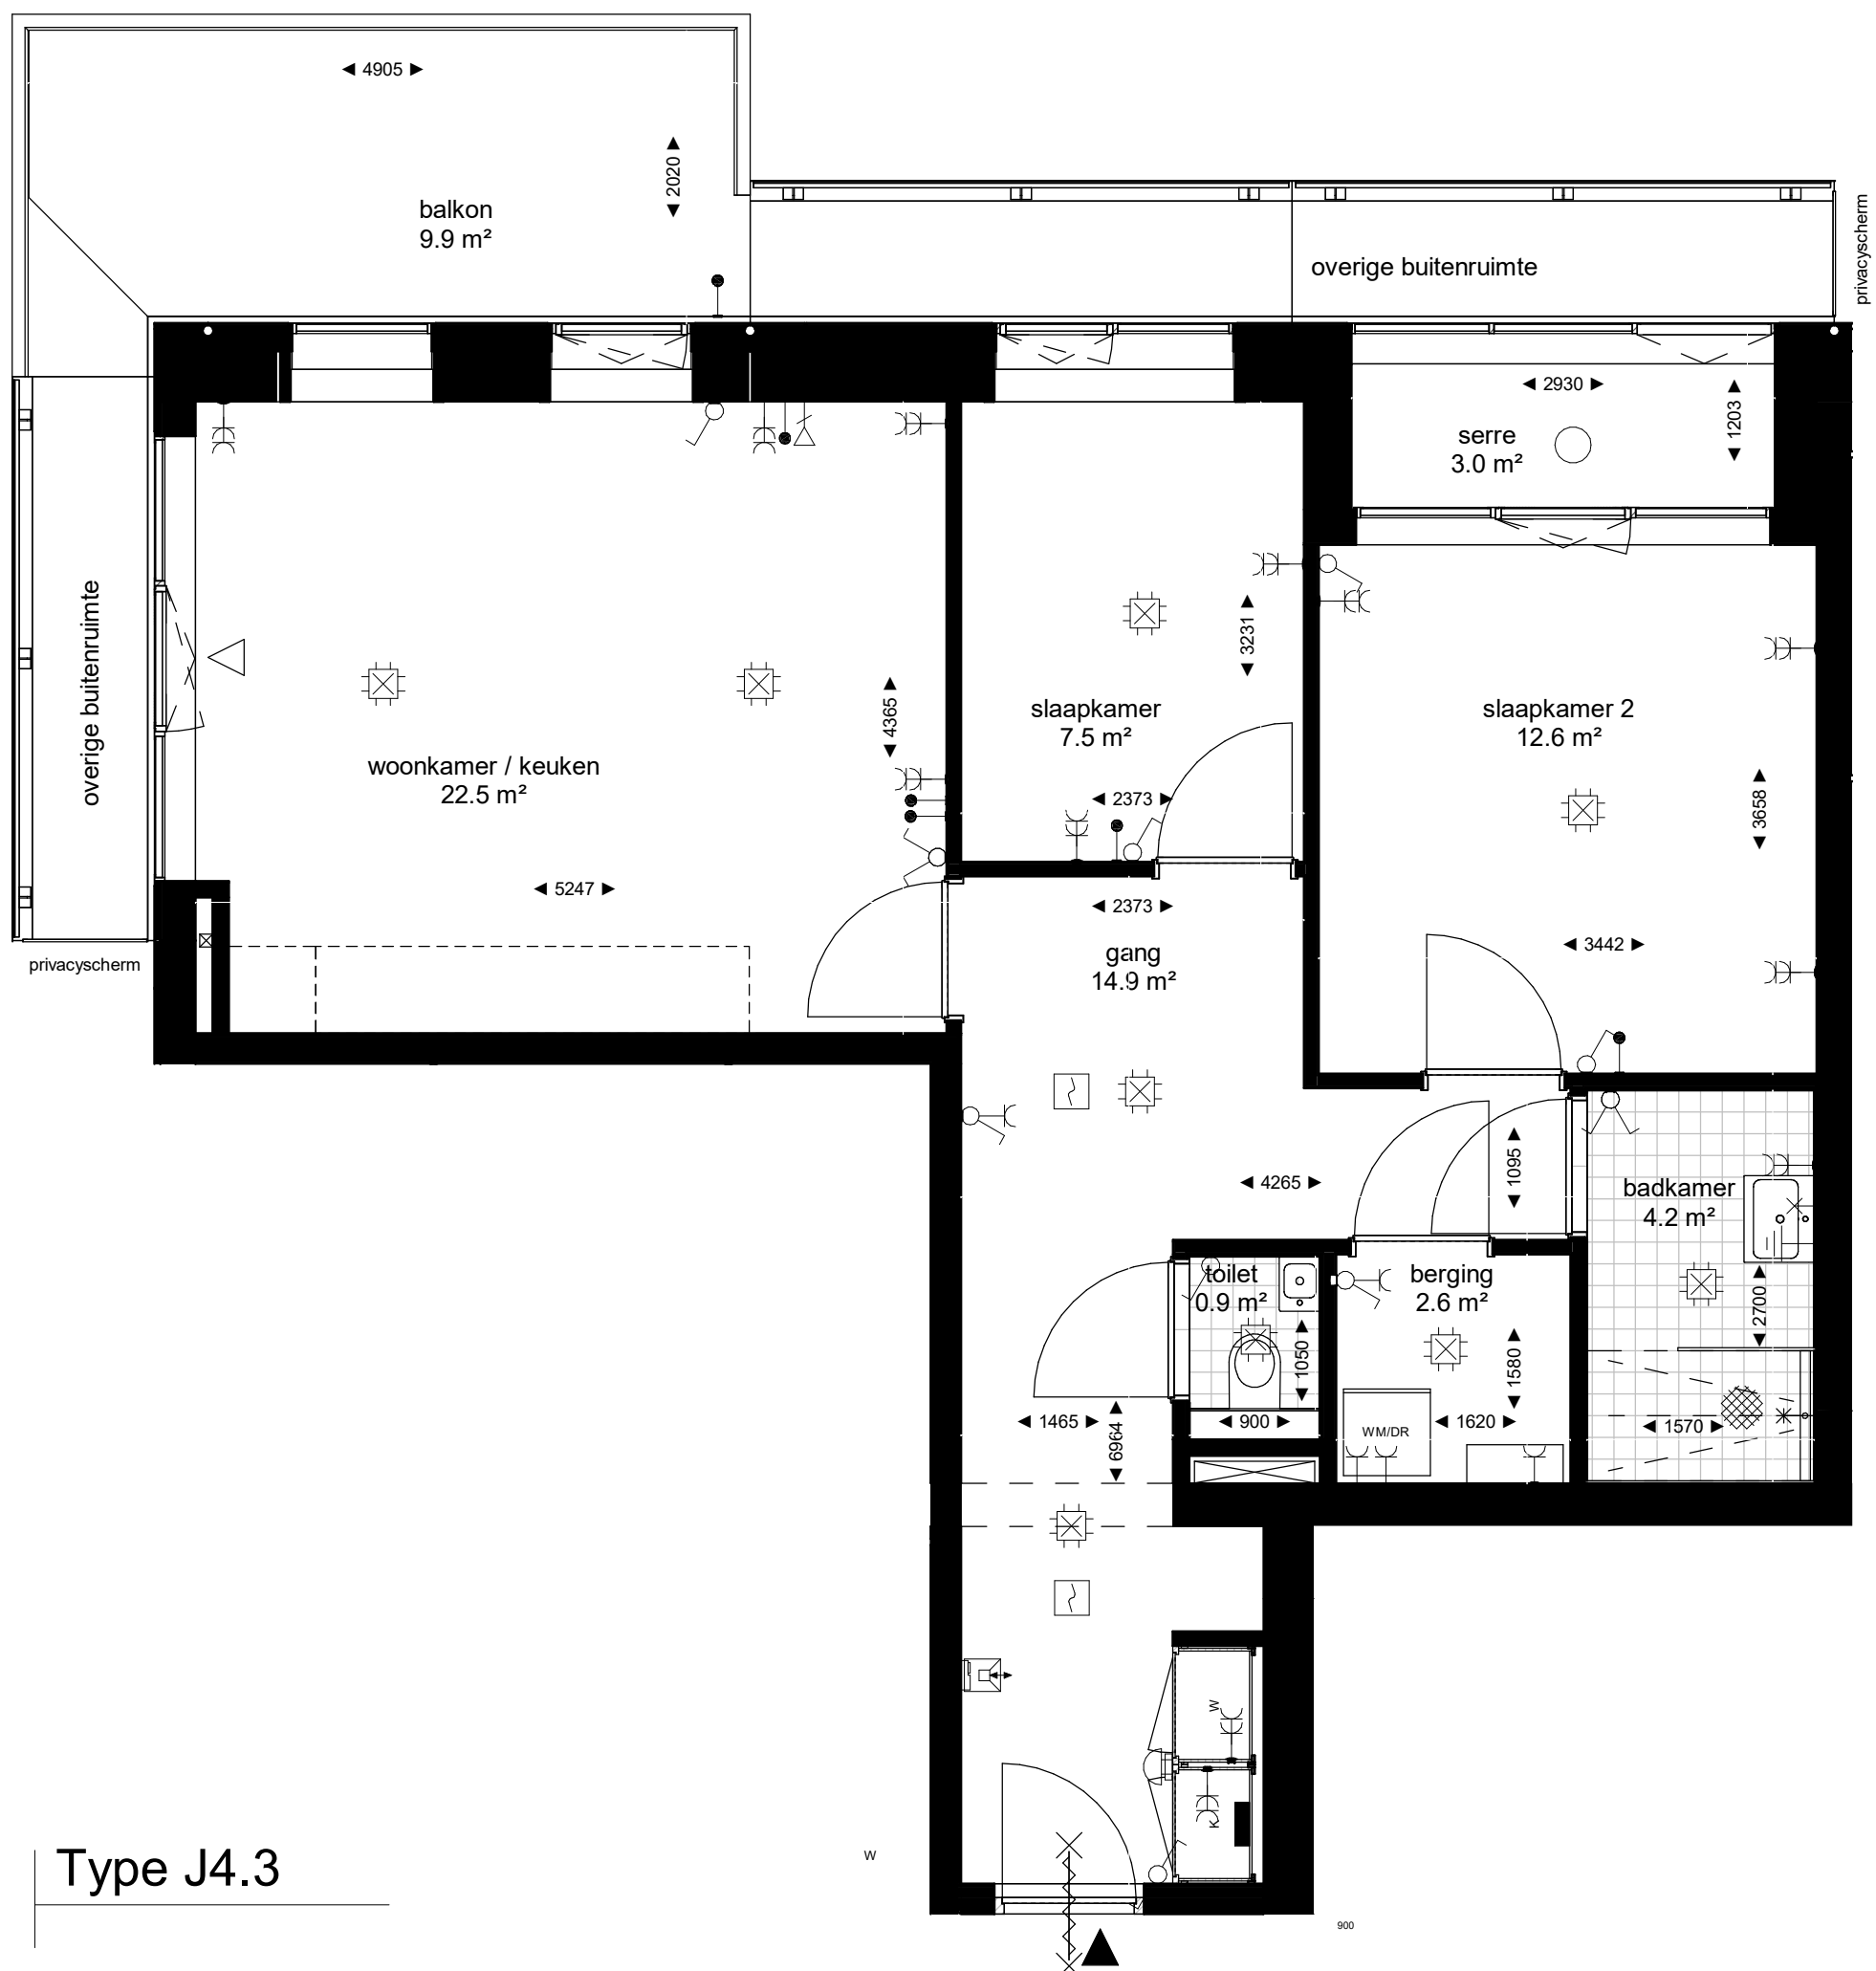 ◄ 4905 ►
◄ 2020 ►
balkon
9.9 m²
privacyscherm
overige buitenruimte
◄ 2930 ►
◄ 1203 ►
serre
3.0 m²
overige buitenruimte
◄ 3231 ►
◄ 4365 ►
slaapkamer
7.5 m²
slaapkamer 2
12.6 m²
woonkamer / keuken
22.5 m²
◄ 2373 ►
◄ 3658 ►
◄ 5247 ►
◄ 2373 ►
gang
14.9 m²
◄ 3442 ►
privacyscherm
◄ 4265 ►
◄ 1095 ►
badkamer
4.2 m²
toilet
0.9 m²
berging
2.6 m²
◄ 2700 ►
◄ 1050 ►
◄ 1580 ►
◄ 1465 ►
◄ 6964 ►
◄ 900 ►
WM/DR
◄ 1620 ►
◄ 1570 ►
W
K
W
Type J4.3
900